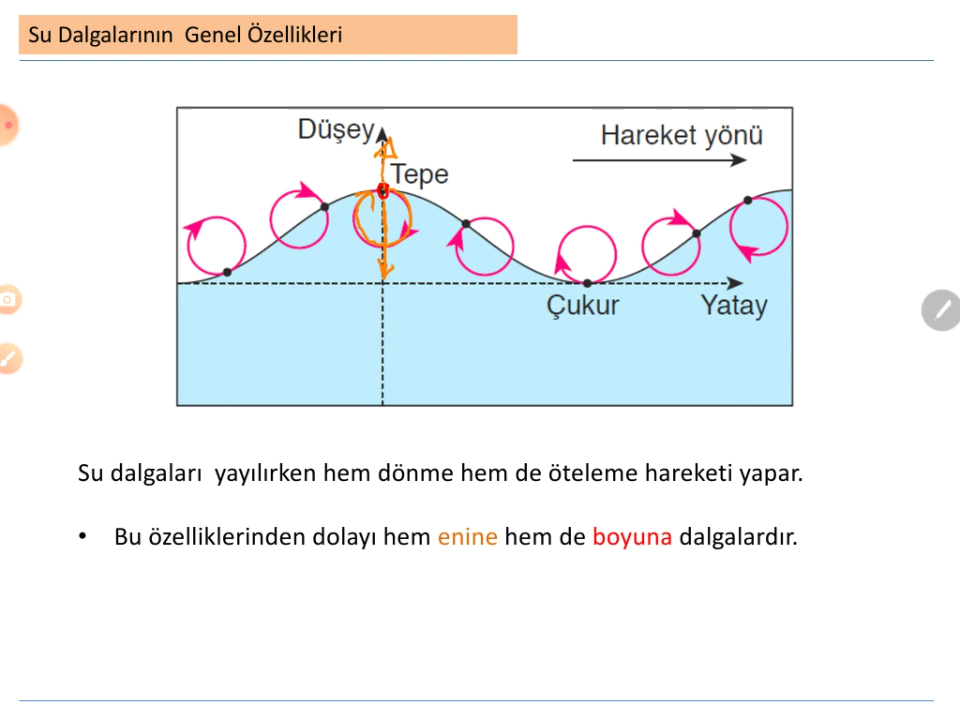 Su Dalgalarının Genel Özellikleri
Düşey
Hareket yönü
Tepe
Çukur
Yatay
Su dalgaları yayılırken hem dönme hem de öteleme hareketi yapar.
• Bu özelliklerinden dolayı hem enine hem de boyuna dalgalardır.